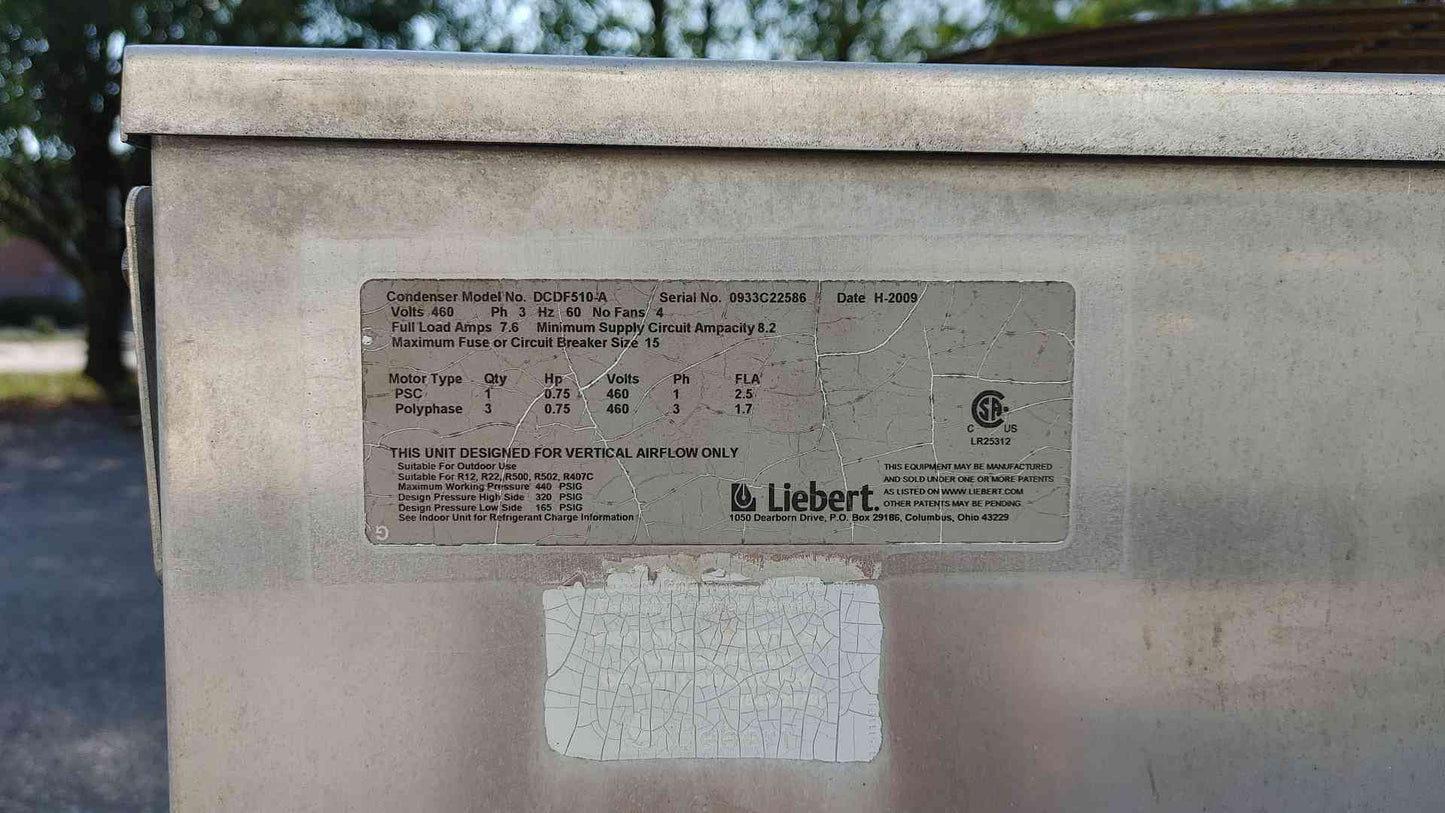 Condenser Model No. DCDF510-A Serial No. 0933C22586 Date H-2009
Volts 460 Ph 3 Hz 60 No Fans 4
Full Load Amps 7.6 Minimum Supply Circuit Ampacity 8.2
Maximum Fuse or Circuit Breaker Size 15
Motor Type Qty Hp Volts Ph FLA
PSC 1 0.75 460 1 2.5
Polyphase 3 0.75 460 3 1.7
CSA
C US
LR25312
THIS UNIT DESIGNED FOR VERTICAL AIRFLOW ONLY
Suitable For Outdoor Use
Suitable For R12, R22, R500, R502, R407C
Maximum Working Pressure 440 PSIG
Design Pressure High Side 320 PSIG
Design Pressure Low Side 165 PSIG
See Indoor Unit for Refrigerant Charge Information
G
Liebert.
1050 Dearborn Drive, P.O. Box 29186, Columbus, Ohio 43229
THIS EQUIPMENT MAY BE MANUFACTURED
AND SOLD UNDER ONE OR MORE PATENTS
AS LISTED ON WWW.LIEBERT.COM
OTHER PATENTS MAY BE PENDING